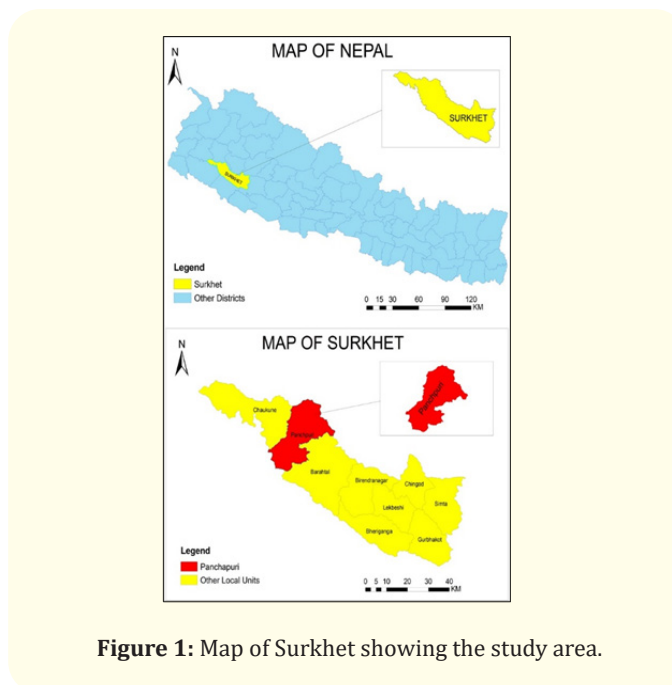 MAP OF NEPAL
N
SURKHET
SURKHET
Legend
Surkhet
Other Districts
0 15 30 60 90 120
KM
MAP OF SURKHET
N
Panchpuri
Chaukune
Barahtal
Birendranagar
Chingad
Lekbeshi
Simta
Bheriganga
Gurbhakot
Legend
Panchapuri
Other Local Units
0 5 10 20 30 40
KM
Figure 1: Map of Surkhet showing the study area.